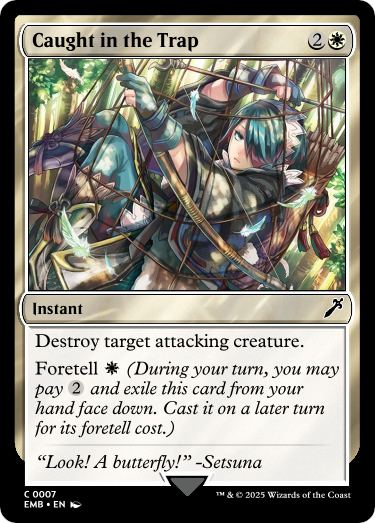 Caught in the Trap 2
Instant
Destroy target attacking creature.
Foretell (During your turn, you may
pay 2 and exile this card from your
hand face down. Cast it on a later turn
for its foretell cost.)
“Look! A butterfly!” -Setsuna
C 0007
EMB • EN
™ & © 2025 Wizards of the Coast